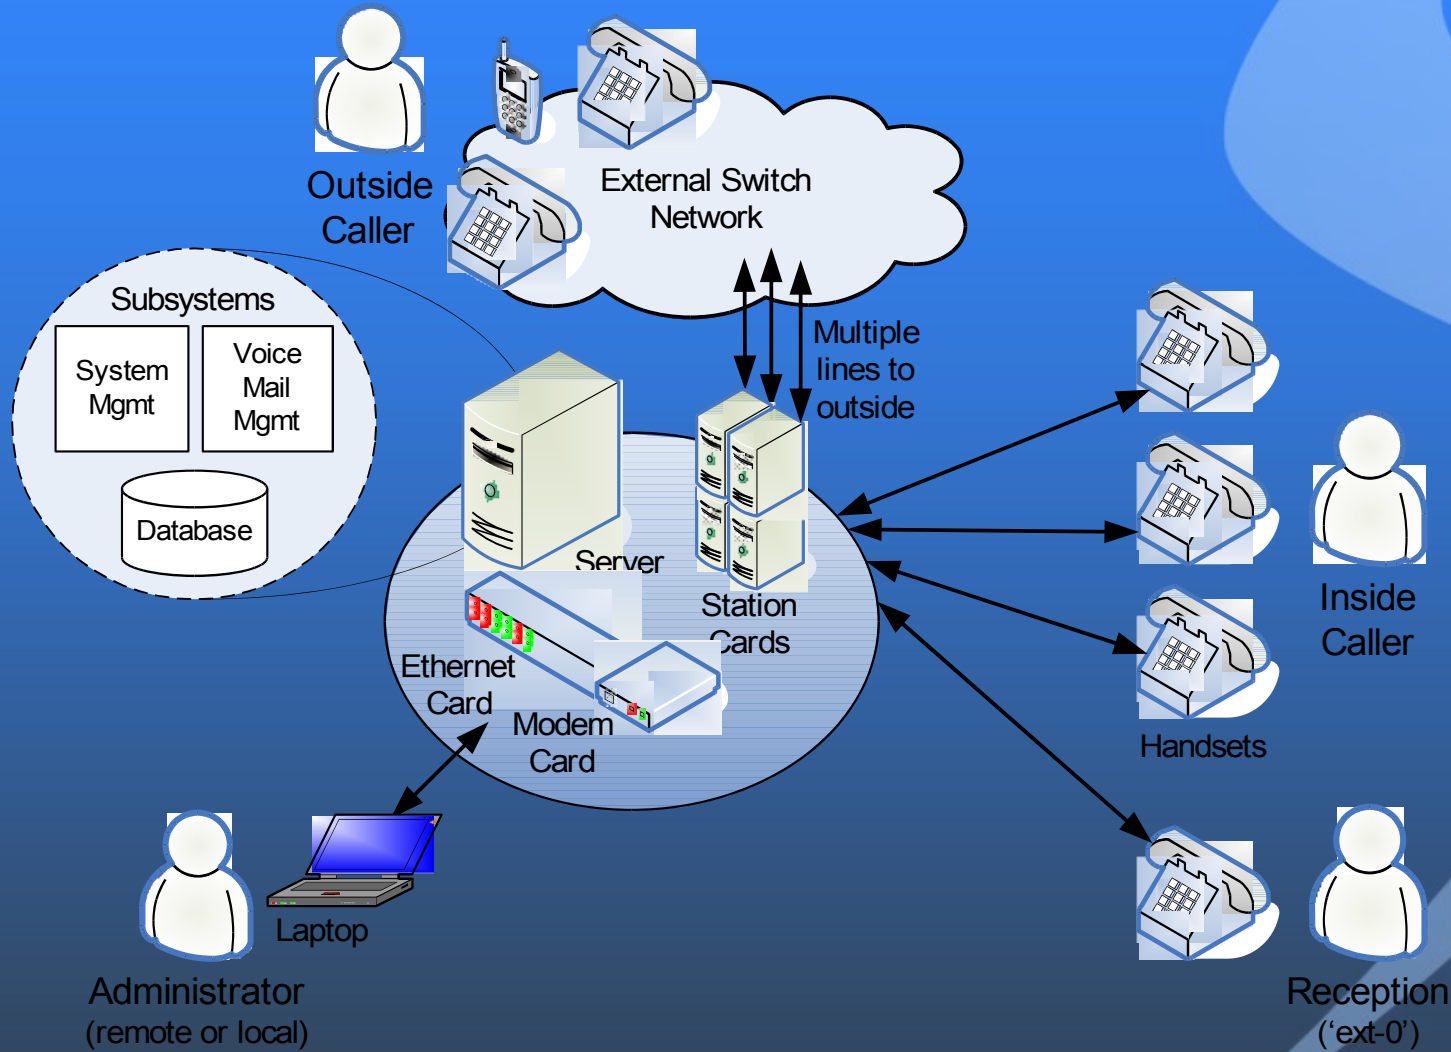 Outside
Caller
External Switch
Network
Subsystems
System
Mgmt
Voice
Mail
Mgmt
Database
Multiple
lines to
outside
Server
Station
Cards
Ethernet
Card
Modem
Card
Inside
Caller
Handsets
Laptop
Administrator
(remote or local)
Reception
(‘ext-0’)